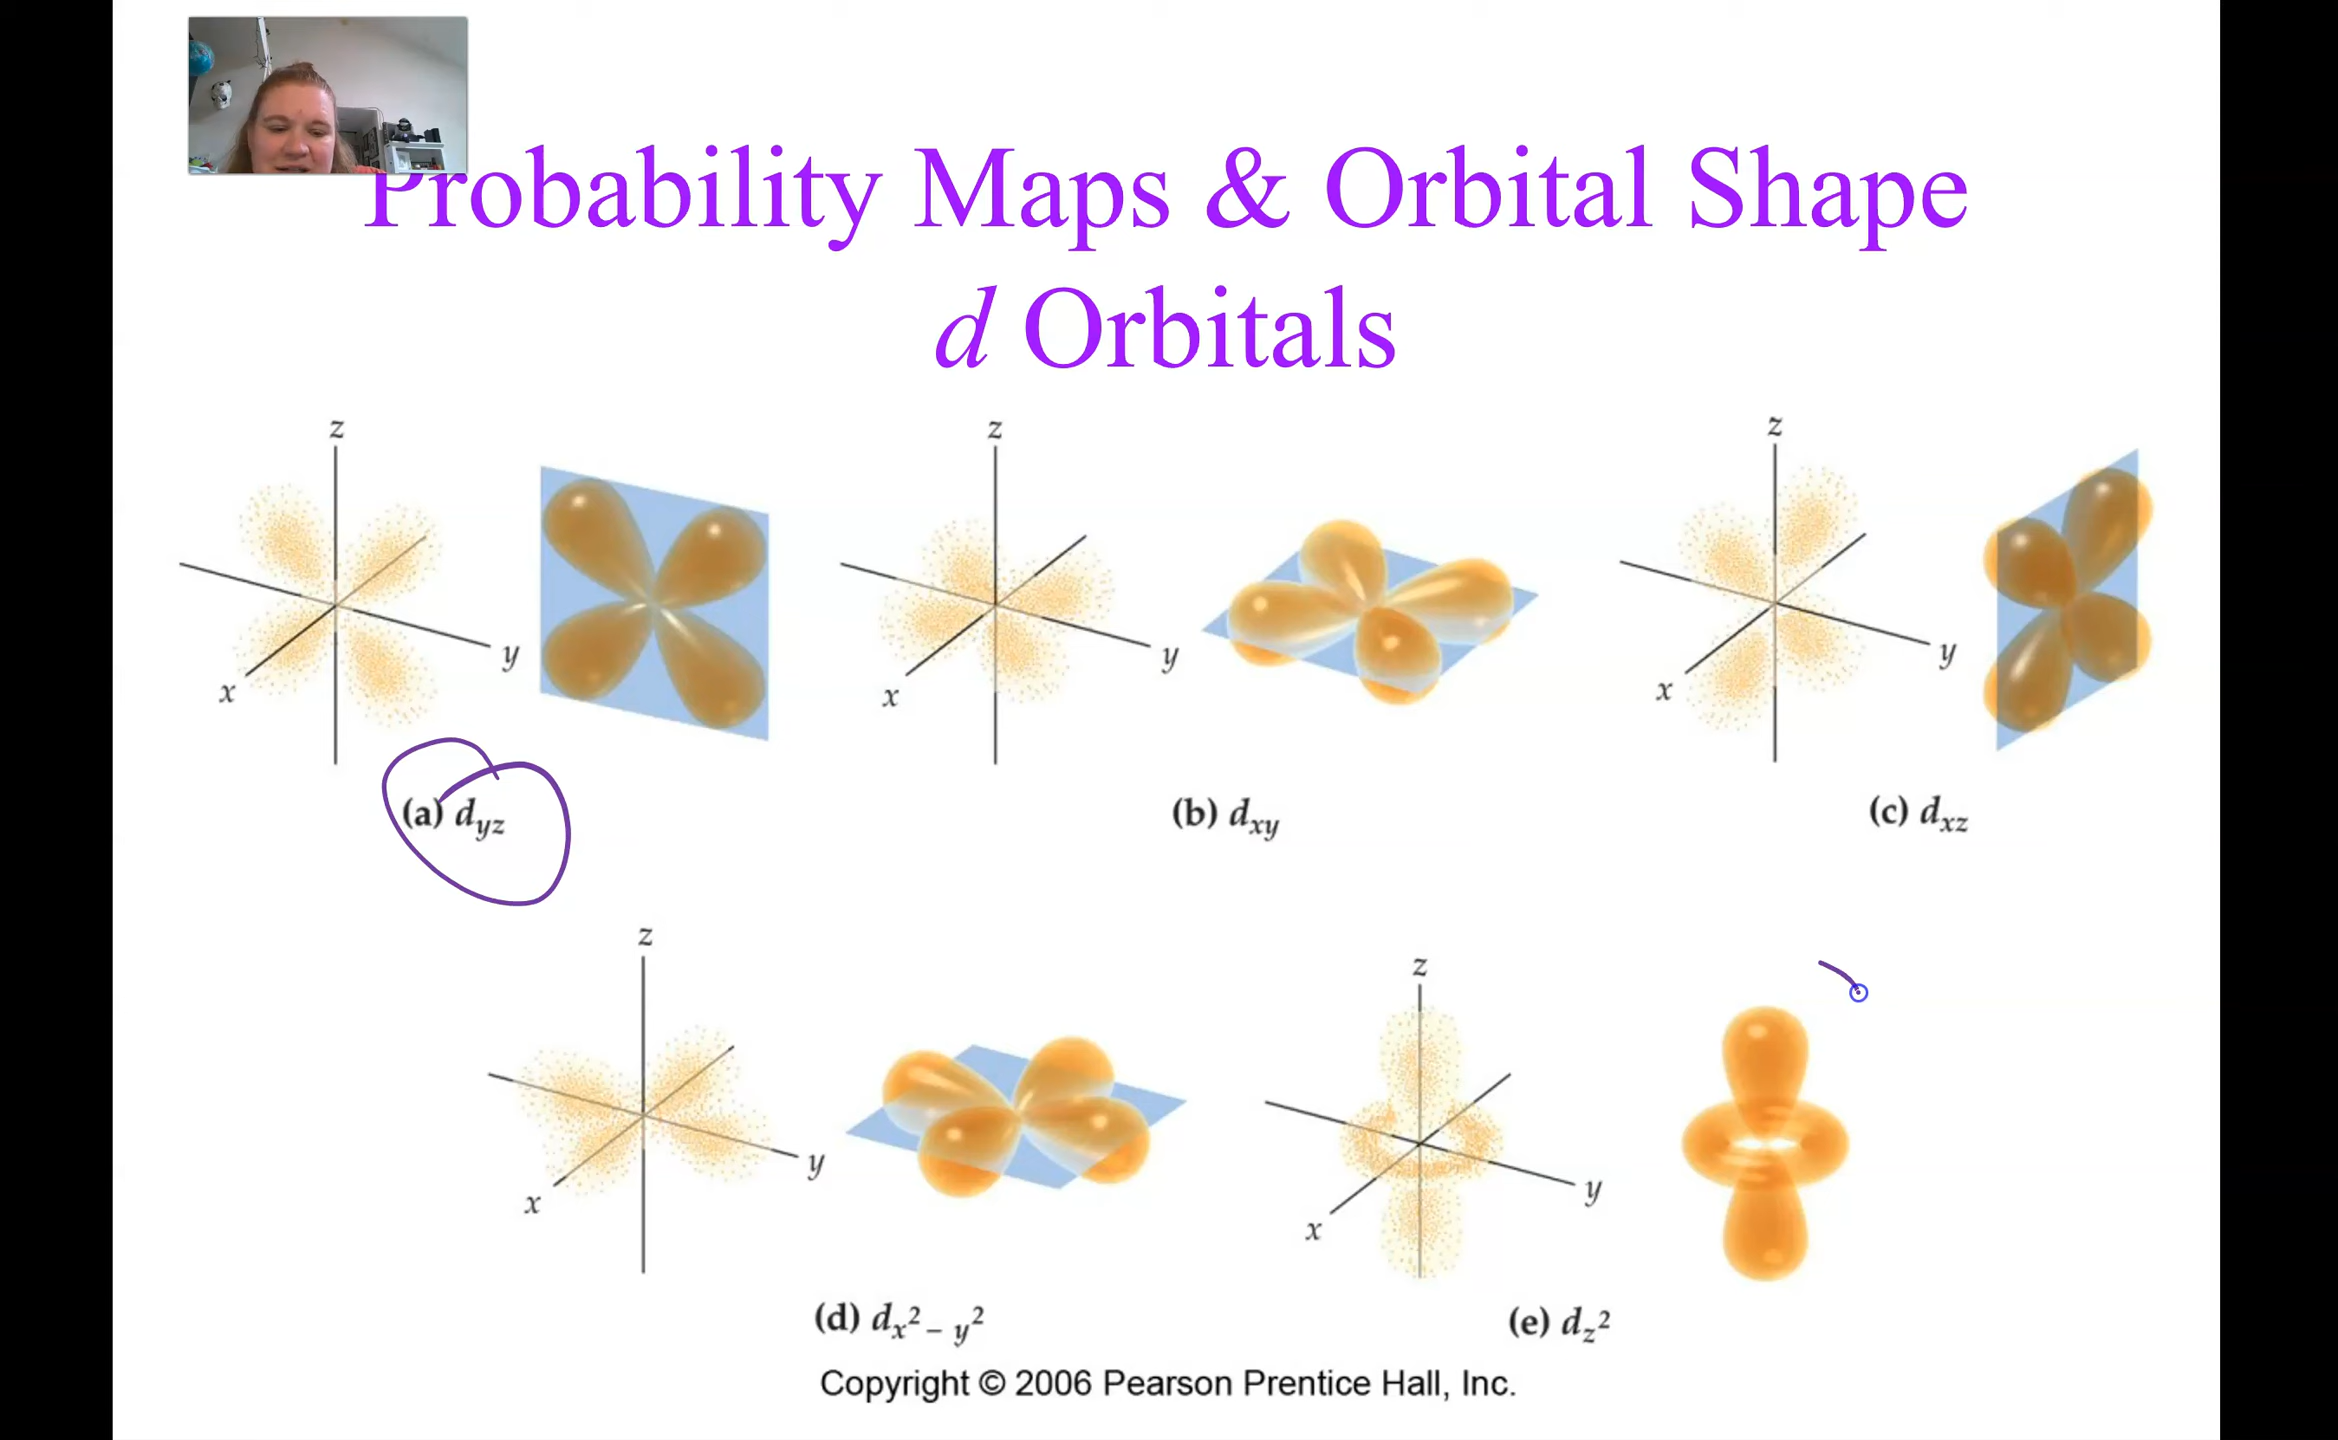 Probability Maps & Orbital Shape
d Orbitals
z
y
x
z
y
x
z
y
x
(a) d_yz
(b) d_xy
(c) d_xz
z
y
x
z
y
x
(d) d_x² – y²
(e) d_z²
Copyright © 2006 Pearson Prentice Hall, Inc.